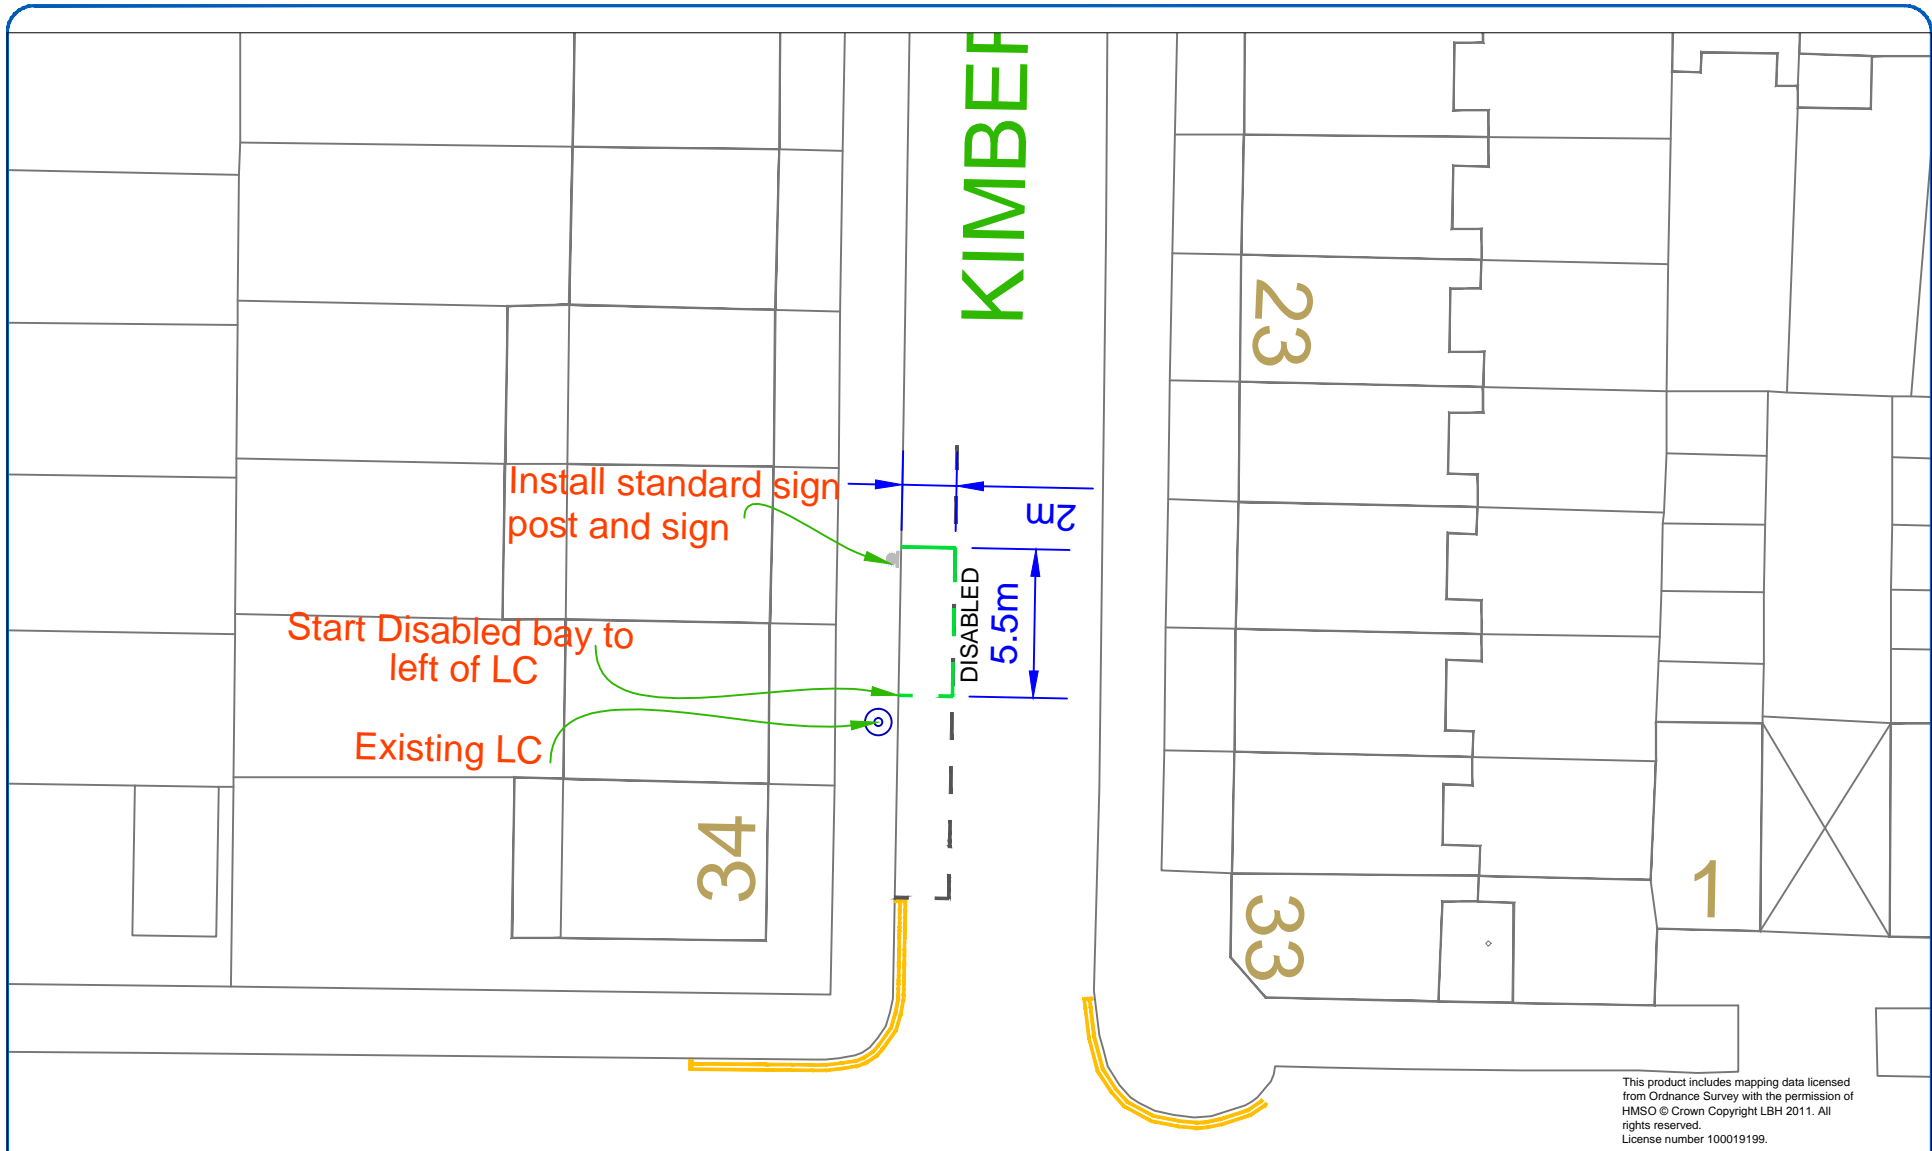 KIMBER
23
Install standard sign
post and sign
2m
DISABLED
5.5m
Start Disabled bay to
left of LC
Existing LC
34
33
1
This product includes mapping data licensed
from Ordnance Survey with the permission of
HMSO © Crown Copyright LBH 2011. All
rights reserved.
License number 100019199.